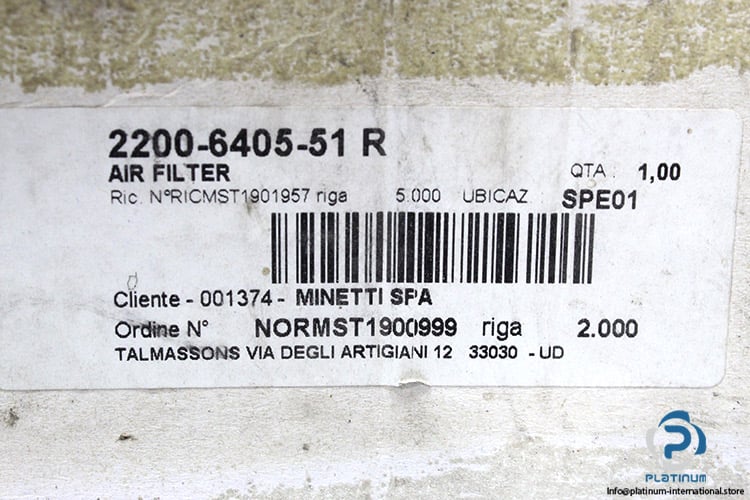 2200-6405-51 R
AIR FILTER QTA : 1,00
Ric. N°RICMST1901957 riga 5.000 UBICAZ : SPE01
Cliente - 001374 - MINETTI SPA
Ordine N° NORMST1900999 riga 2.000
TALMASSONS VIA DEGLI ARTIGIANI 12 33030 - UD
PLATINUM
Info@platinum-international.store